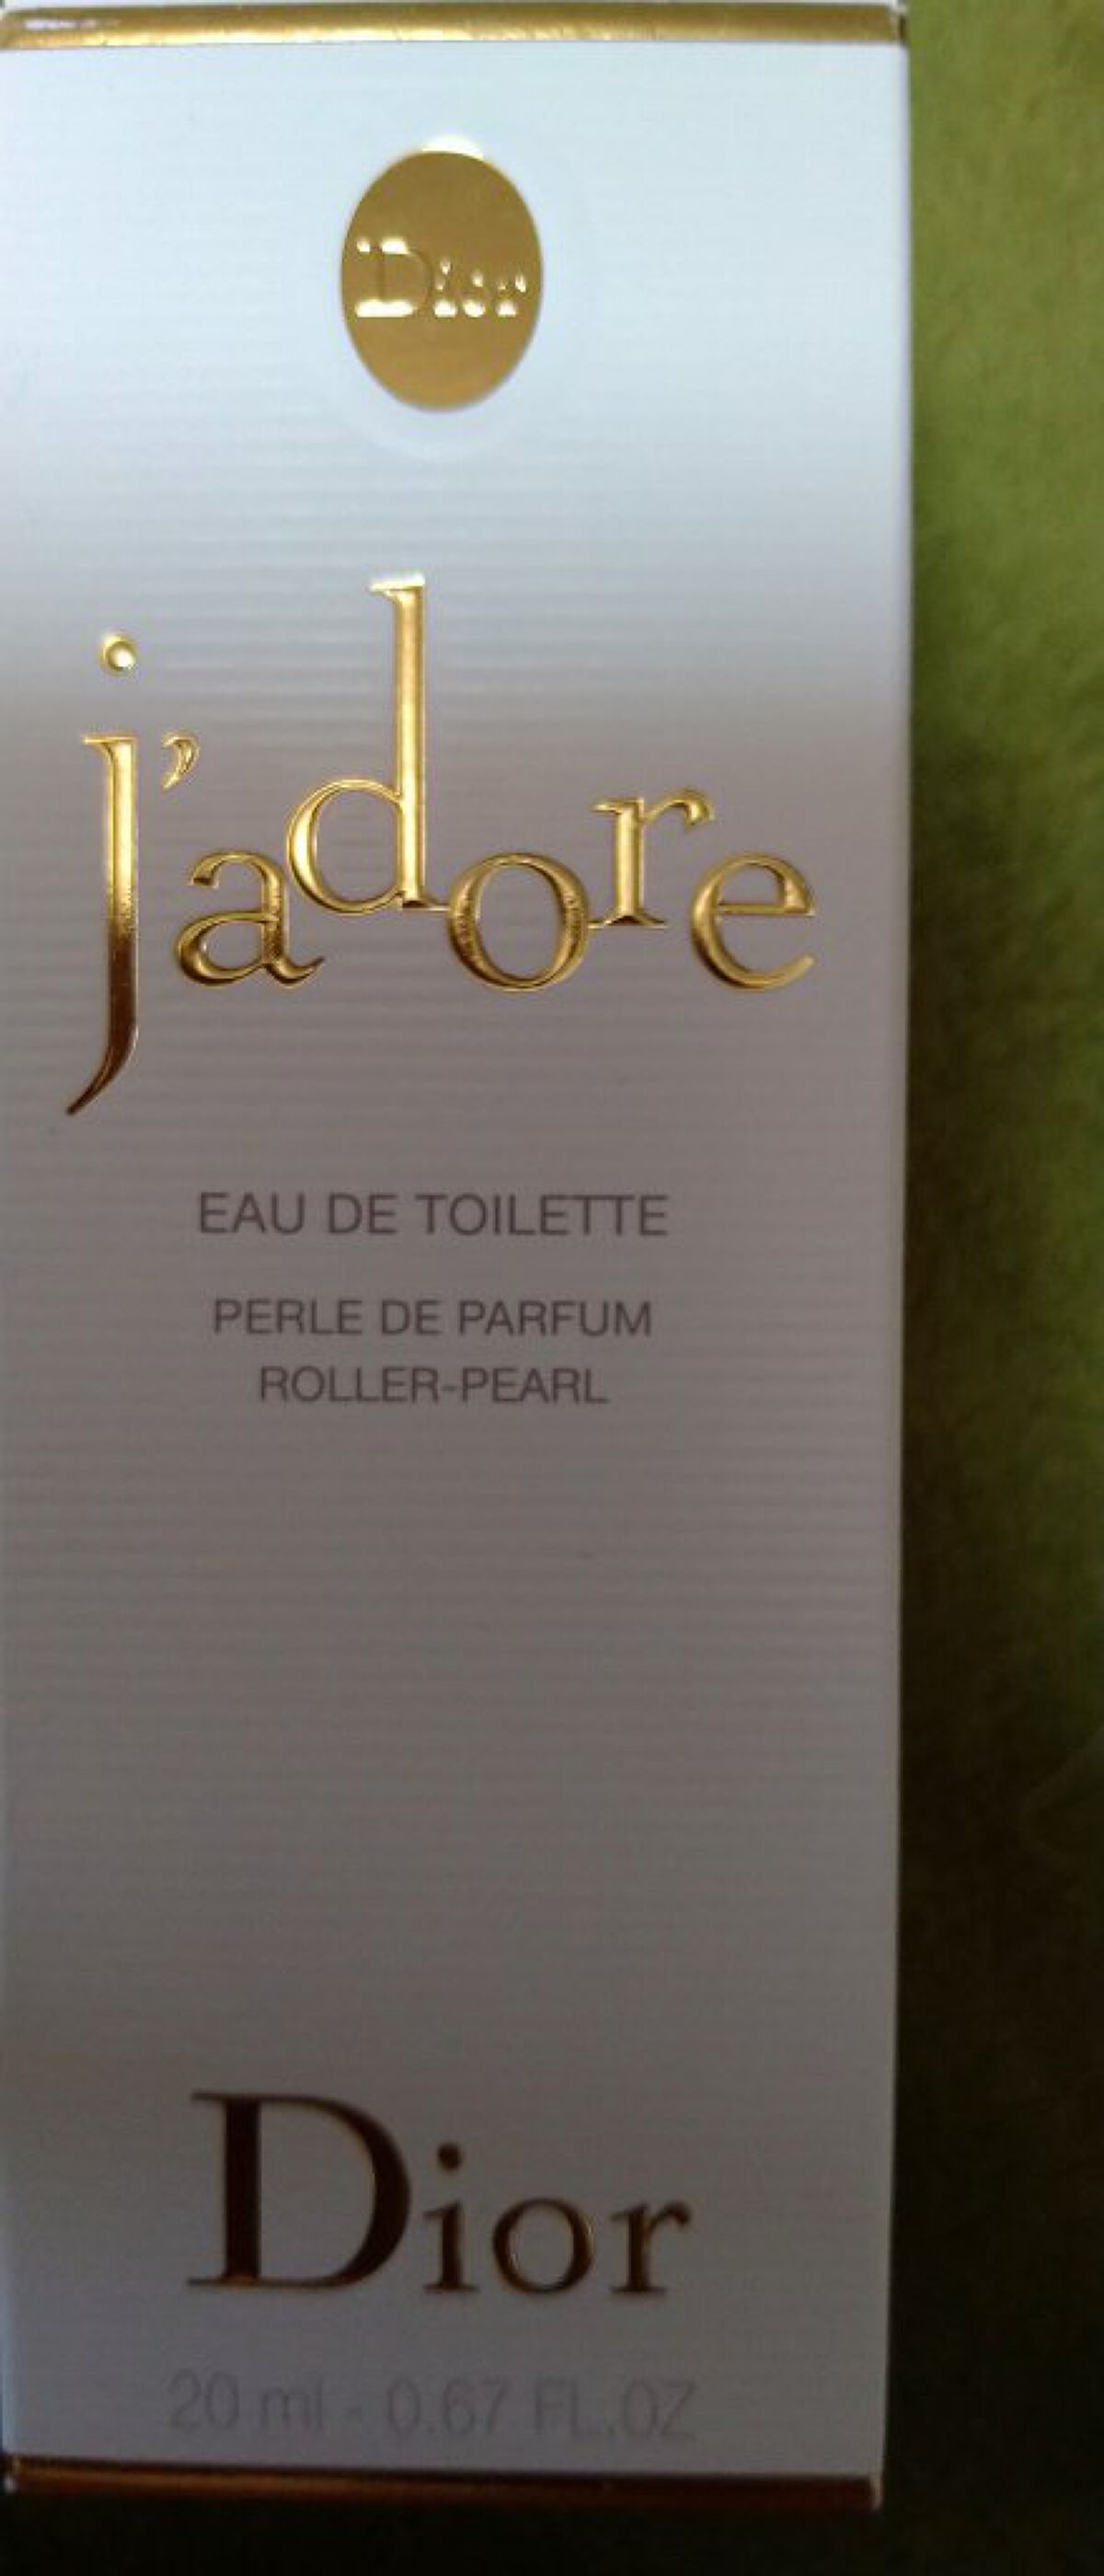 Dior
j'adore
EAU DE TOILETTE
PERLE DE PARFUM
ROLLER-PEARL
Dior
20 ml - 0.67 FL.OZ